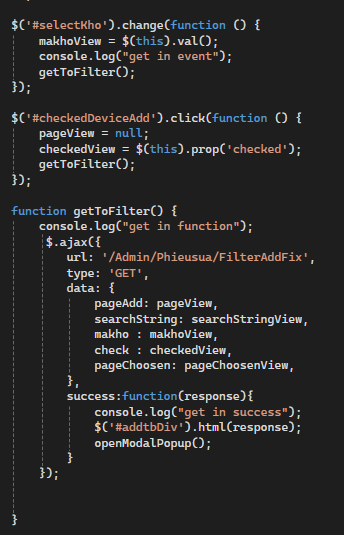 $('#selectKho').change(function () {
    makhoView = $(this).val();
    console.log("get in event");
    getToFilter();
});
$('#checkedDeviceAdd').click(function () {
    pageView = null;
    checkedView = $(this).prop('checked');
    getToFilter();
});
function getToFilter() {
    console.log("get in function");
     $.ajax({
        url: '/Admin/Phieusua/FilterAddFix',
        type: 'GET',
        data: {
            pageAdd: pageView,
            searchString: searchStringView,
            makho : makhoView,
            check : checkedView,
            pageChoosen: pageChoosenView,
        },
        success:function(response){
            console.log("get in success");
            $('#addtbDiv').html(response);
            openModalPopup();
        }
    });
}